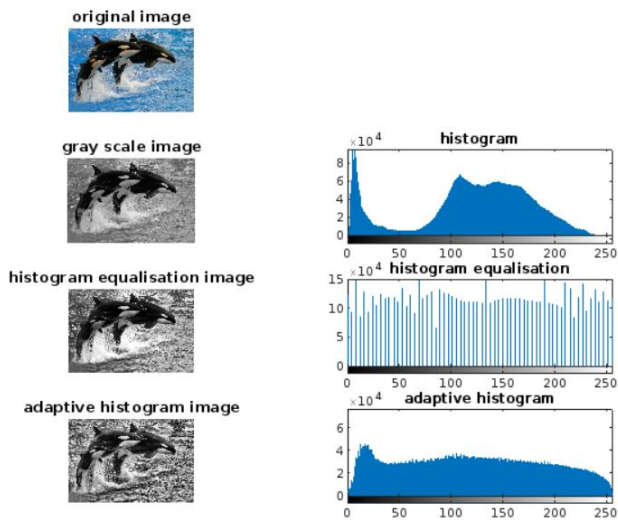 original image
gray scale image
histogram
×10^4
8
6
4
2
0
0 50 100 150 200 250
histogram equalisation image
histogram equalisation
×10^4
15
10
5
0
0 50 100 150 200 250
adaptive histogram image
adaptive histogram
×10^4
6
4
2
0
0 50 100 150 200 250